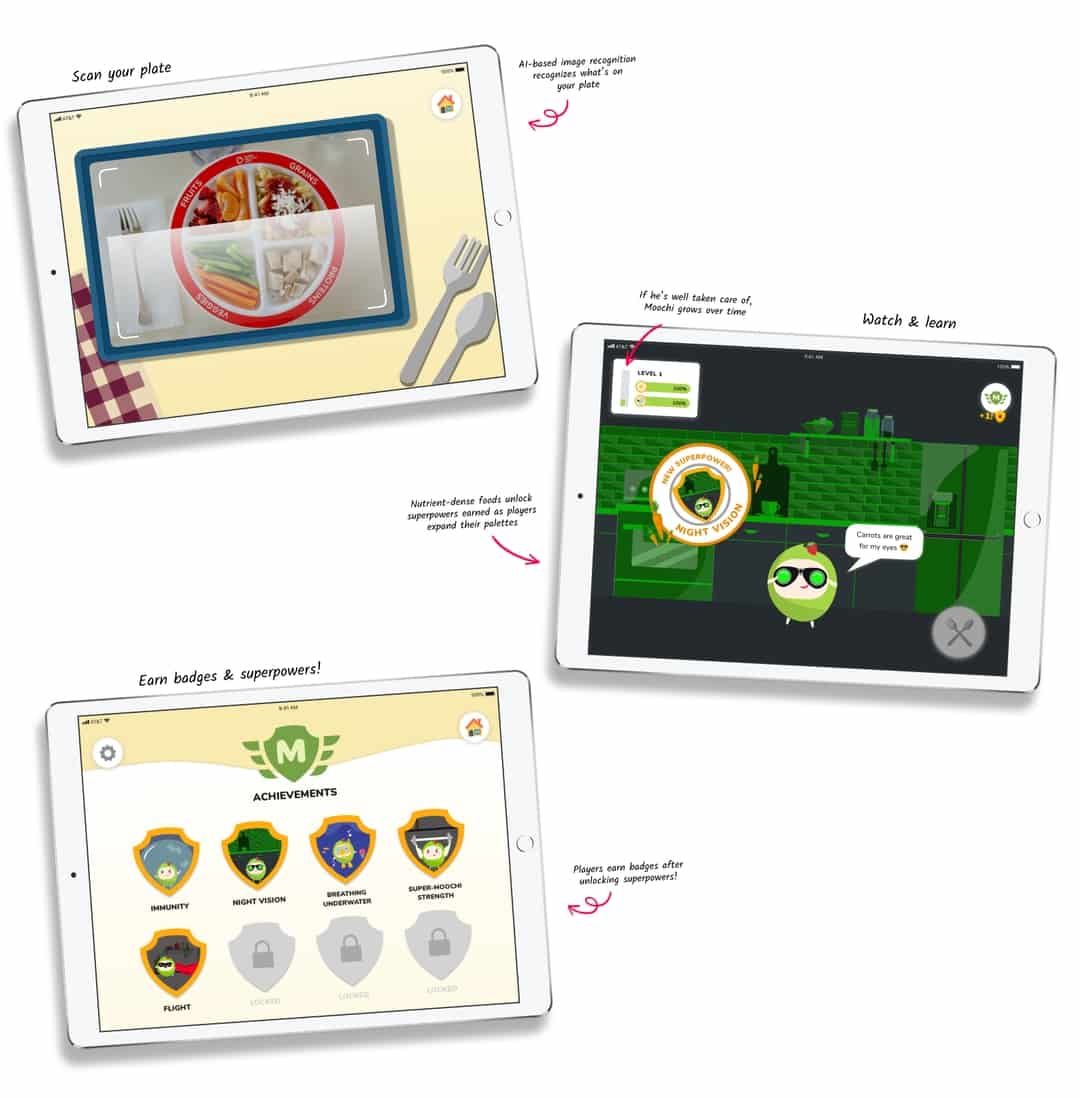 Scan your plate
AI-based image recognition
recognizes what's on
your plate
AT&T
9:41 AM
100%
FRUITS
GRAINS
VEGGIES
PROTEINS
If he's well taken care of,
Moochi grows over time
Watch & learn
AT&T
9:41 AM
100%
LEVEL 1
100%
100%
M
+1!
NEW SUPERPOWER!
NIGHT VISION
Carrots are great
for my eyes 😎
Nutrient-dense foods unlock
superpowers earned as players
expand their palettes
Earn badges & superpowers!
AT&T
9:41 AM
100%
M
ACHIEVEMENTS
IMMUNITY
NIGHT VISION
BREATHING
UNDERWATER
SUPER-MOOCHI
STRENGTH
FLIGHT
LOCKED
LOCKED
LOCKED
Players earn badges after
unlocking superpowers!